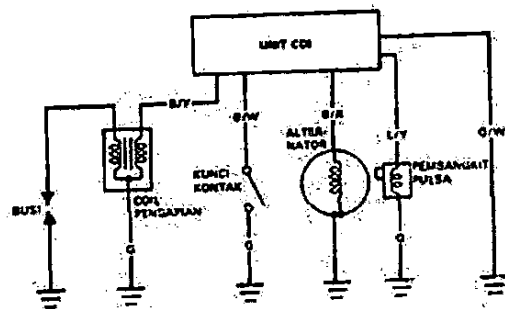 UNIT CDI
B/Y
B/W
ALTER-
NATOR
B/R
L/Y
G/W
KUNCI
KONTAK
PEMBANGKIT
PULSA
BUSI
COIL
PENGAPIAN
G
G
G